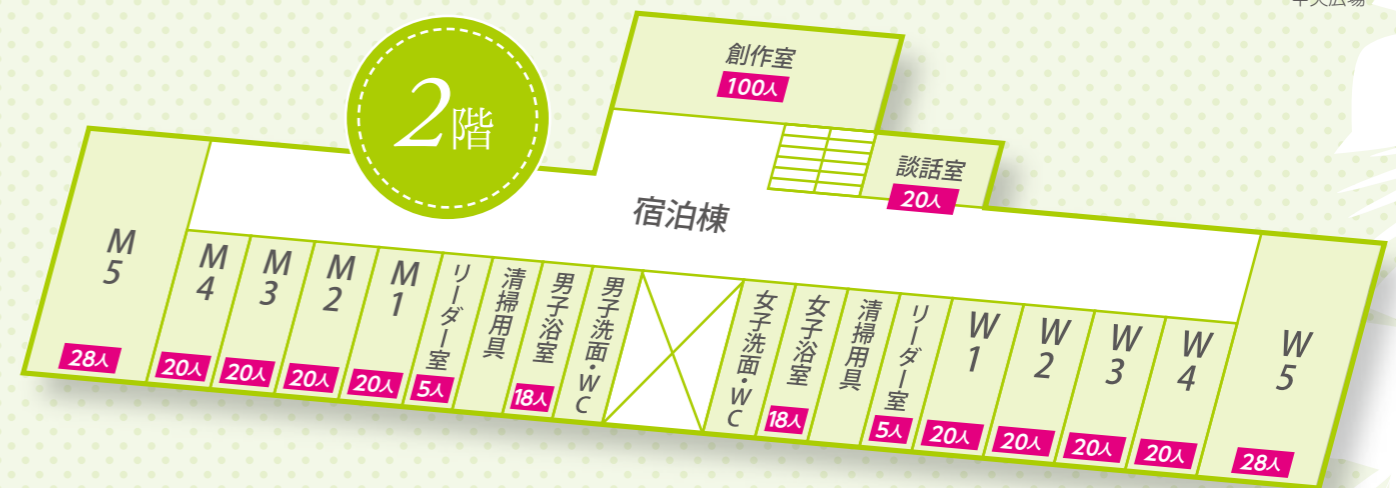 中央広場
2階
創作室
100人
談話室
20人
宿泊棟
M5
28人
M4
20人
M3
20人
M2
20人
M1
20人
リーダー室
5人
清掃用具
男子浴室
18人
男子洗面・WC
女子洗面・WC
女子浴室
18人
清掃用具
リーダー室
5人
W1
20人
W2
20人
W3
20人
W4
20人
W5
28人